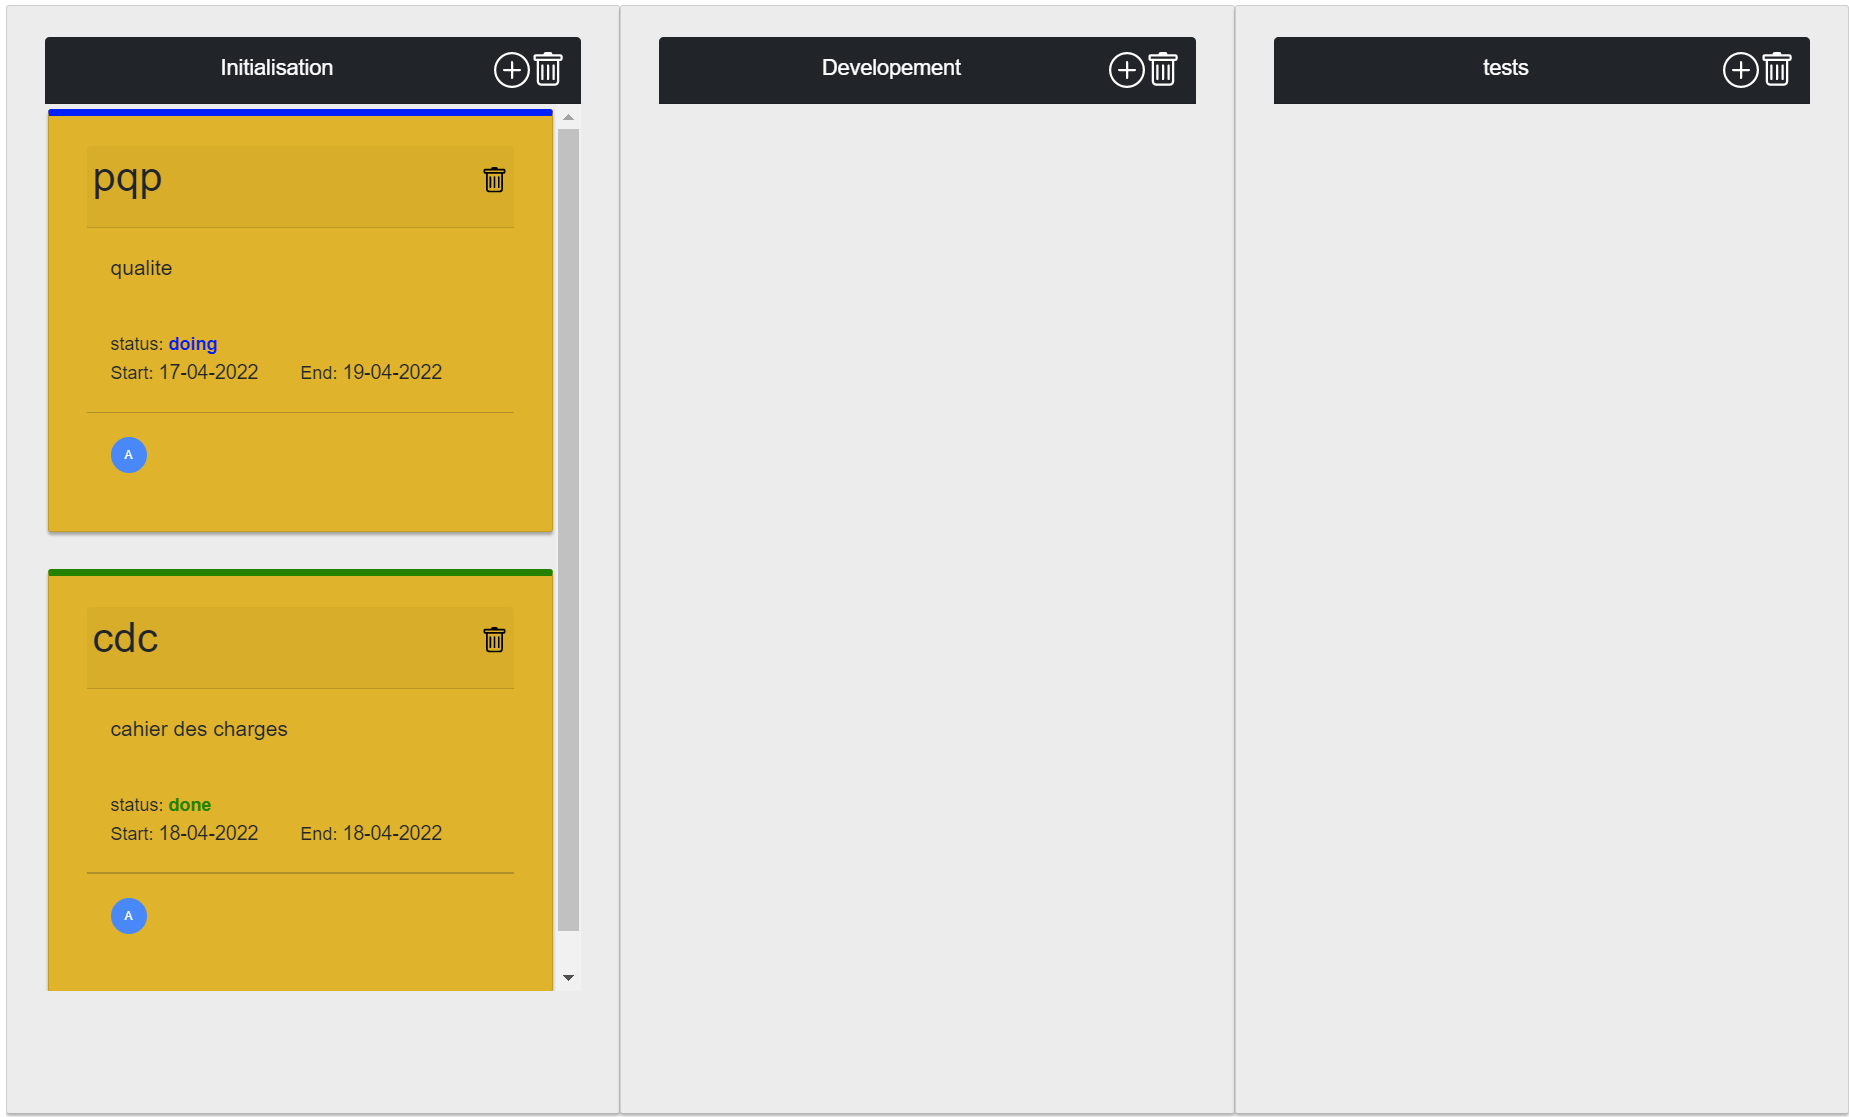 Initialisation
Developement
tests
pqp
qualite
status: doing
Start: 17-04-2022 End: 19-04-2022
A
cdc
cahier des charges
status: done
Start: 18-04-2022 End: 18-04-2022
A